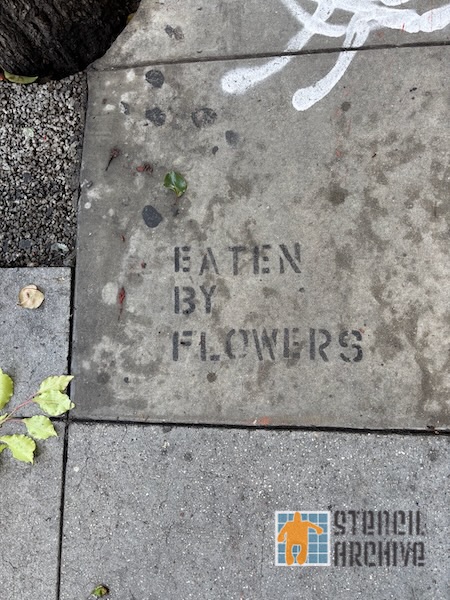 EATEN
BY
FLOWERS
STENCIL
ARCHIVE